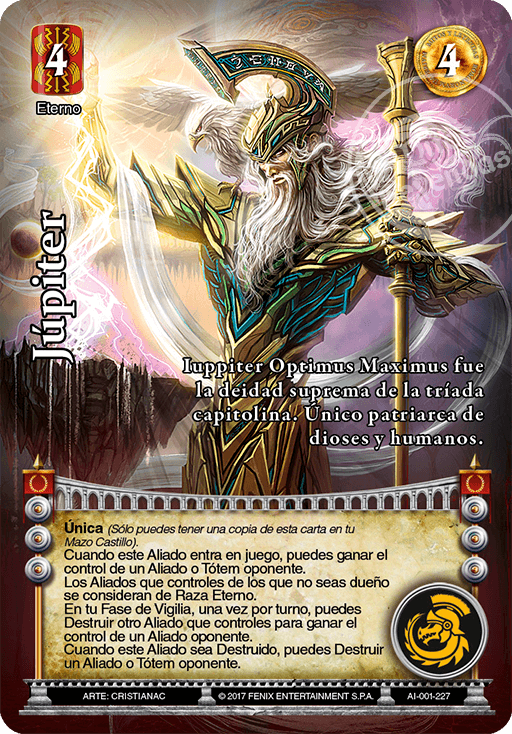 4
4
Eterno
Júpiter
Iuppiter Optimus Maximus fue
la deidad suprema de la tríada
capitolina. Único patriarca de
dioses y humanos.
Única (Sólo puedes tener una copia de esta carta en tu
Mazo Castillo).
Cuando este Aliado entra en juego, puedes ganar el
control de un Aliado o Tótem oponente.
Los Aliados que controles de los que no seas dueño
se consideran de Raza Eterno.
En tu Fase de Vigilia, una vez por turno, puedes
Destruir otro Aliado que controles para ganar el
control de un Aliado oponente.
Cuando este Aliado sea Destruido, puedes Destruir
un Aliado o Tótem oponente.
ARTE: CRISTIANAC
© 2017 FENIX ENTERTAINMENT S.P.A.
AI-001-227